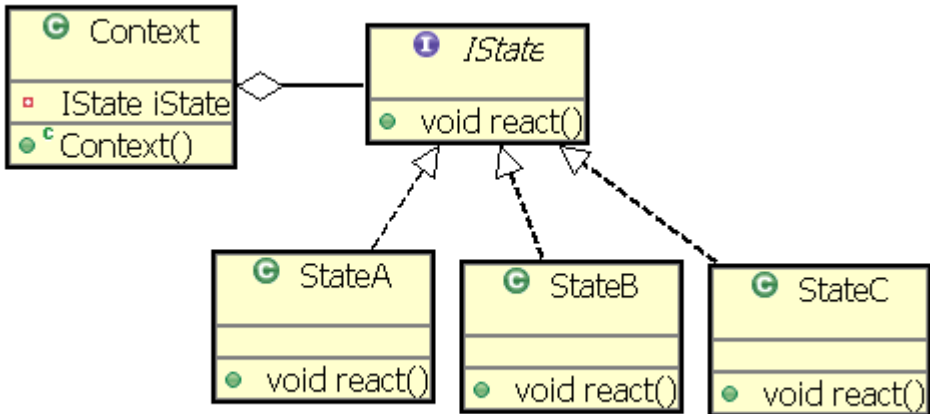 C Context
IState iState
c Context()
I IState
void react()
C StateA
void react()
C StateB
void react()
C StateC
void react()